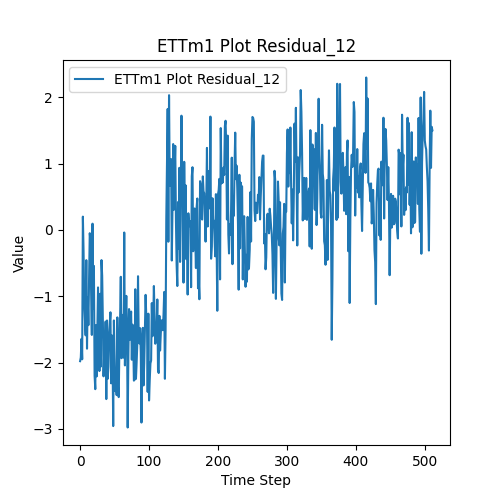 ETTm1 Plot Residual_12
ETTm1 Plot Residual_12
2
1
0
−1
−2
−3
Value
0 100 200 300 400 500
Time Step